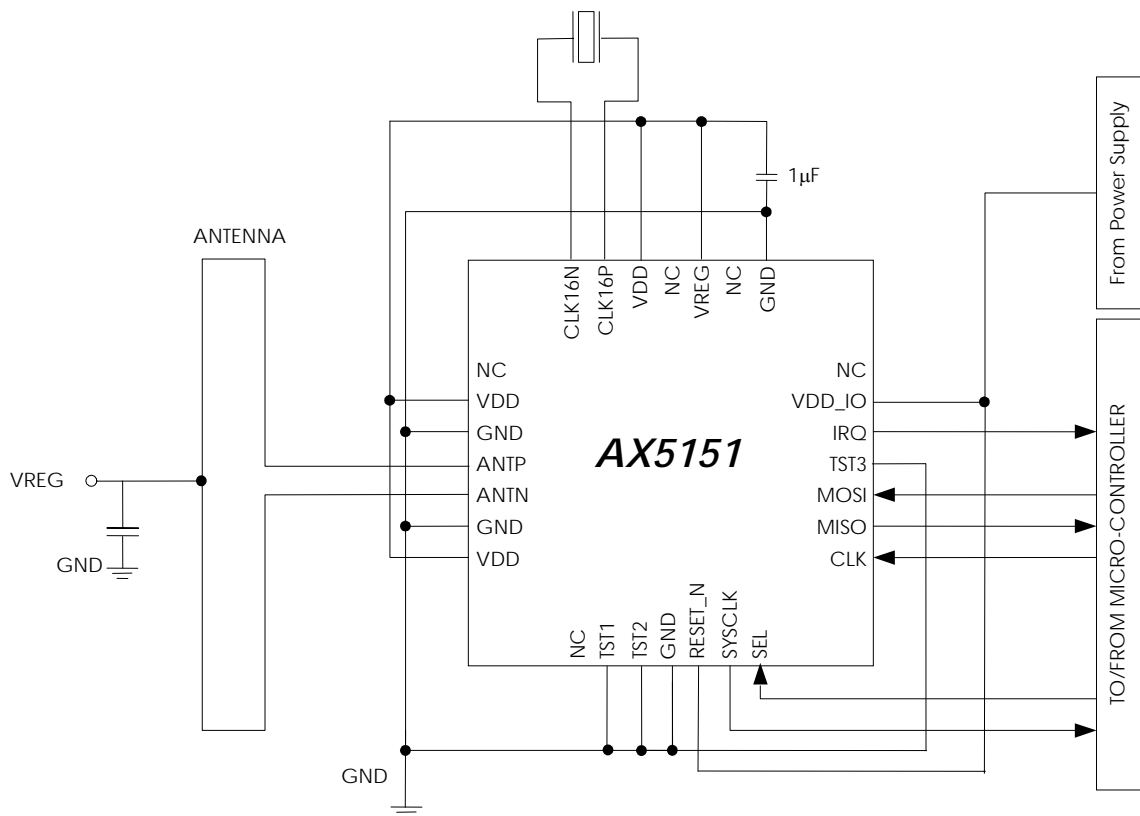 1µF
From Power Supply
ANTENNA
CLK16N
CLK16P
VDD
NC
VREG
NC
GND
NC
VDD
GND
ANTP
ANTN
GND
VDD
AX5151
NC
VDD_IO
IRQ
TST3
MOSI
MISO
CLK
VREG
GND
NC
TST1
TST2
GND
RESET_N
SYSCLK
SEL
TO/FROM MICRO-CONTROLLER
GND